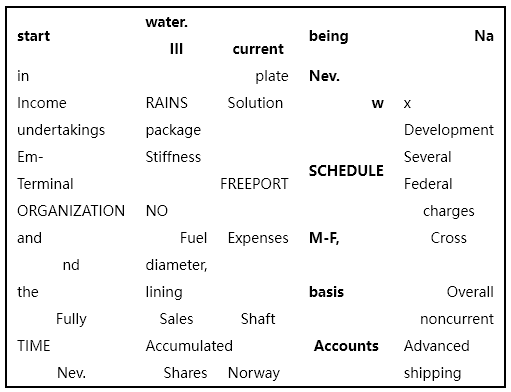 start water. being Na
III current
in plate Nev.
Income RAINS Solution w x
undertakings package Development
Em- Stiffness SCHEDULE Several
Terminal FREEPORT Federal
ORGANIZATION NO charges
and Fuel Expenses M-F, Cross
nd diameter,
the lining basis Overall
Fully Sales Shaft noncurrent
TIME Accumulated Accounts Advanced
Nev. Shares Norway shipping